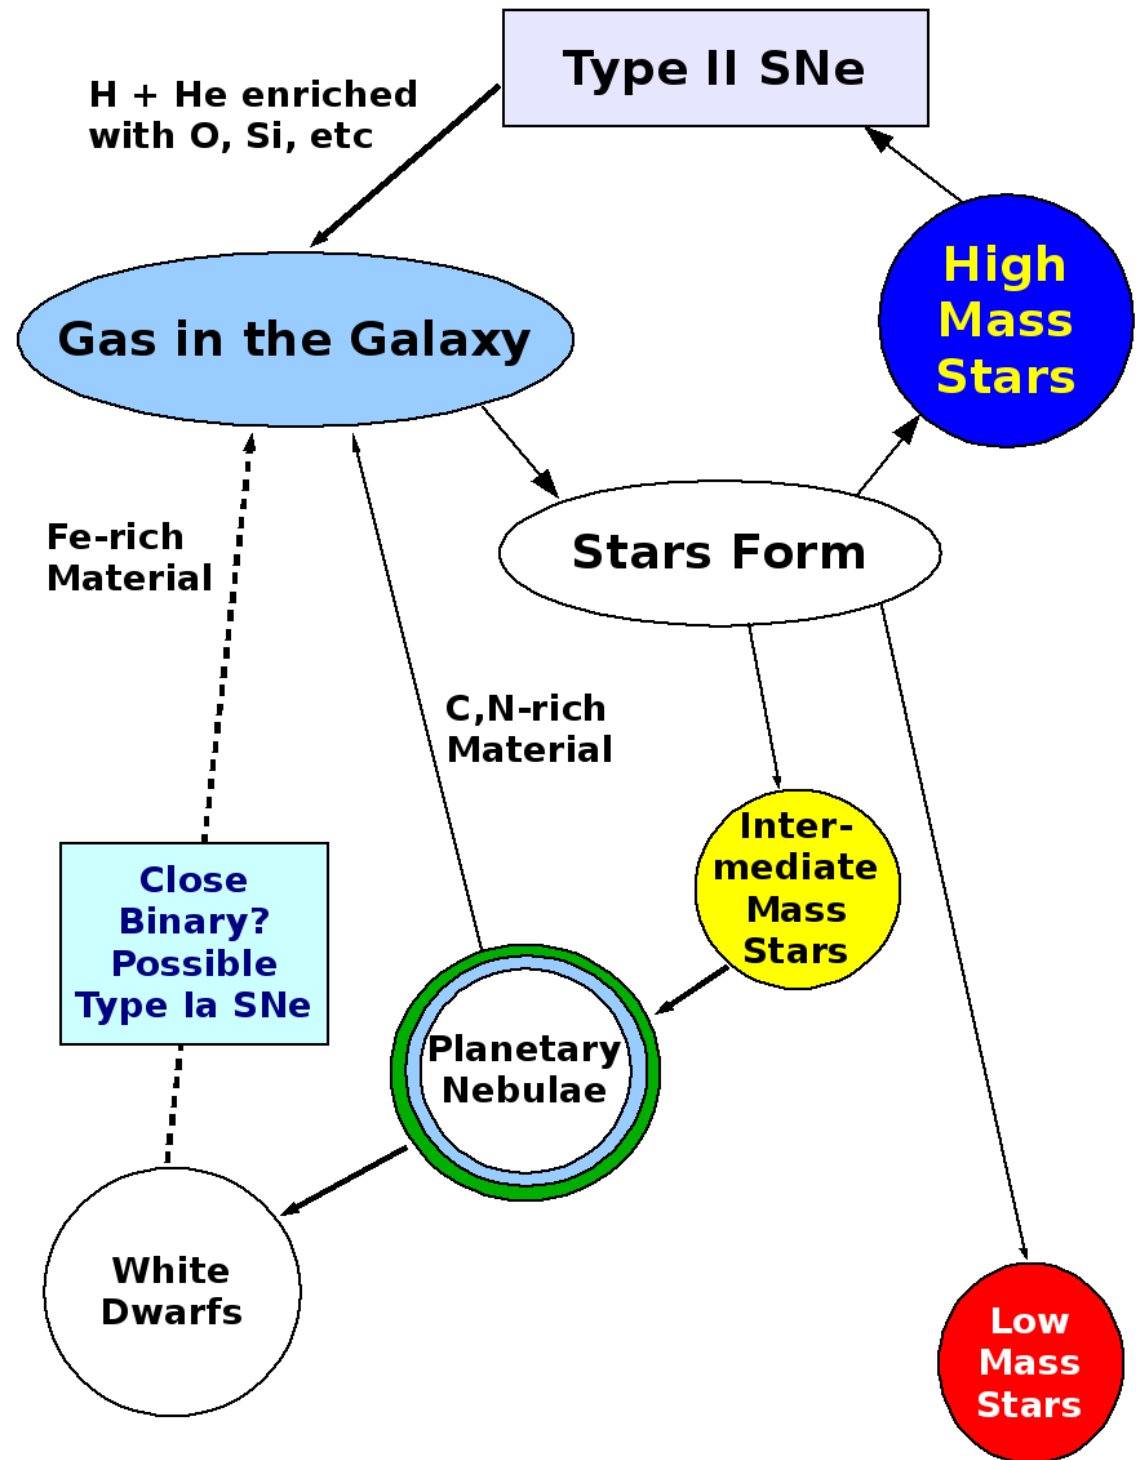 Type II SNe
H + He enriched
with O, Si, etc
High
Mass
Stars
Gas in the Galaxy
Stars Form
Fe-rich
Material
C,N-rich
Material
Inter-
mediate
Mass
Stars
Close
Binary?
Possible
Type Ia SNe
Planetary
Nebulae
White
Dwarfs
Low
Mass
Stars